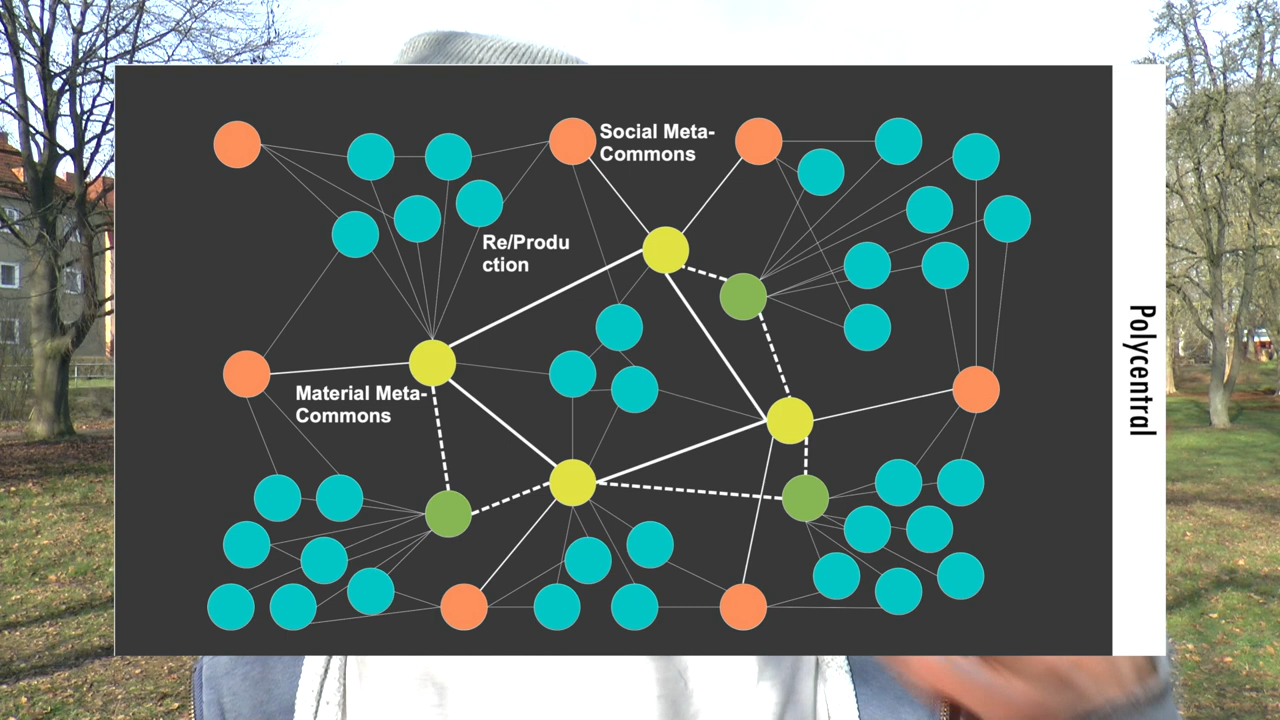 Social Meta-
Commons
Re/Produ
ction
Material Meta-
Commons
Polycentral